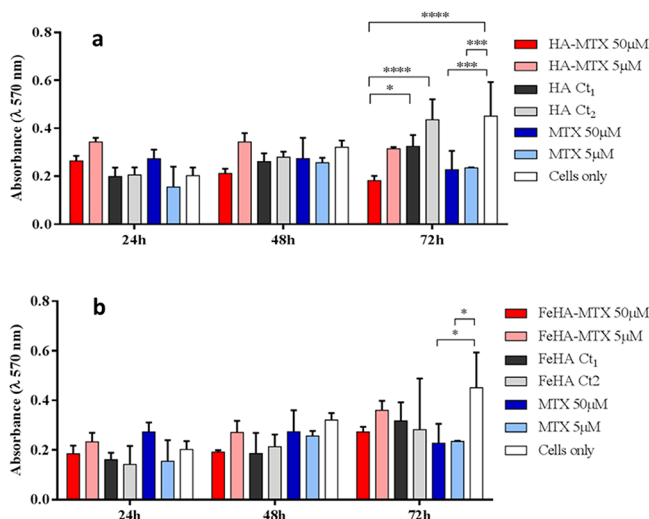 a
****
****
*
***
***
Absorbance (λ 570 nm)
0.8
0.6
0.4
0.2
0.0
24h 48h 72h
HA-MTX 50μM
HA-MTX 5μM
HA Ct1
HA Ct2
MTX 50μM
MTX 5μM
Cells only
b
*
*
Absorbance (λ 570 nm)
0.8
0.6
0.4
0.2
0.0
24h 48h 72h
FeHA-MTX 50μM
FeHA-MTX 5μM
FeHA Ct1
FeHA Ct2
MTX 50μM
MTX 5μM
Cells only